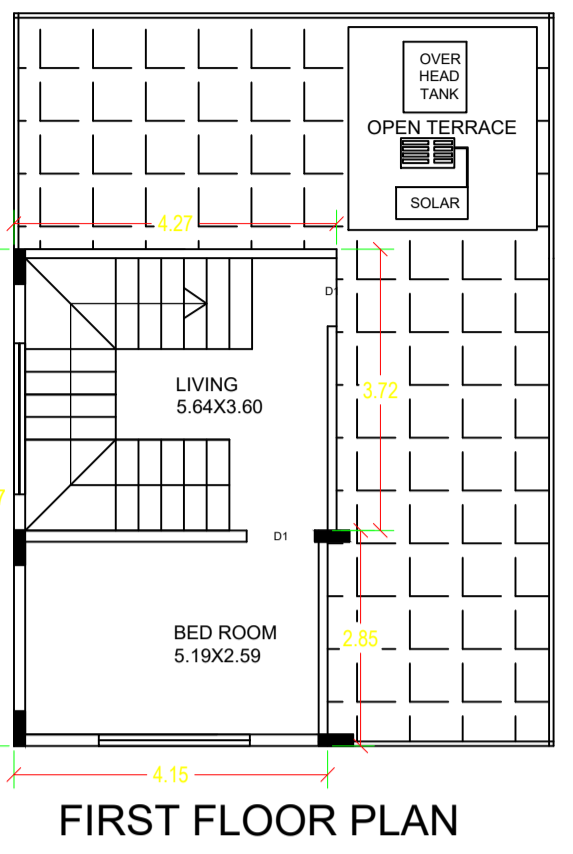 OVER
HEAD
TANK
OPEN TERRACE
SOLAR
4.27
D1
LIVING
5.64X3.60
3.72
7
D1
BED ROOM
5.19X2.59
2.85
4.15
FIRST FLOOR PLAN